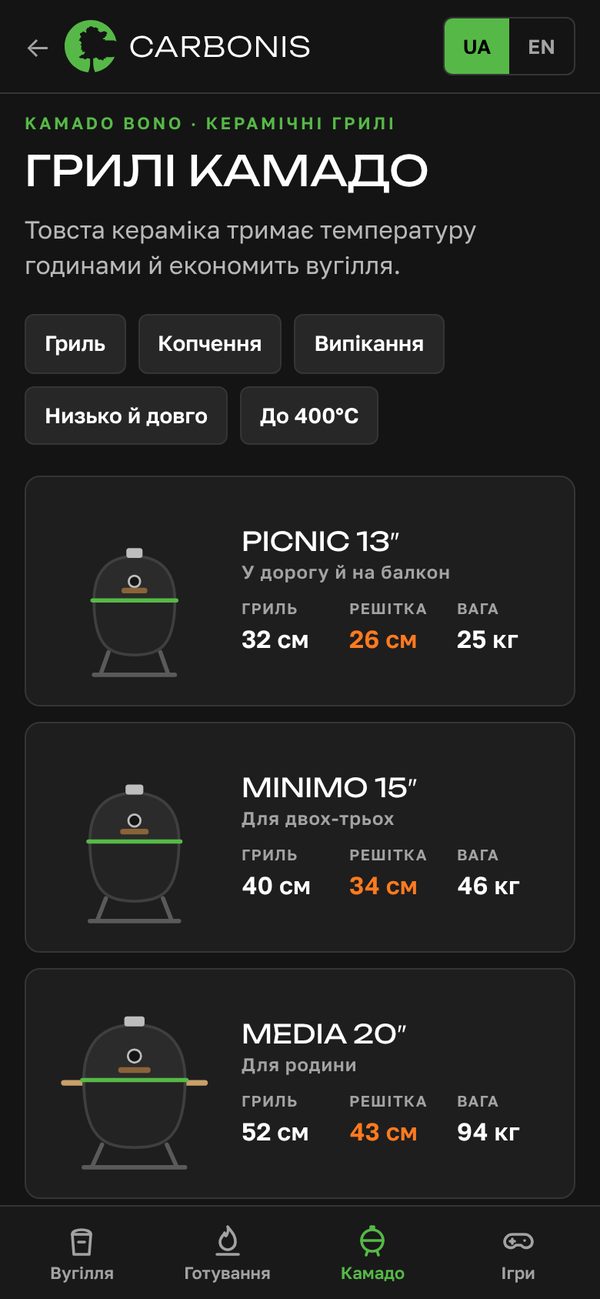 ← CARBONIS UA EN
KAMADO BONO · КЕРАМІЧНІ ГРИЛІ
ГРИЛІ КАМАДО
Товста кераміка тримає температуру
годинами й економить вугілля.
Гриль Копчення Випікання
Низько й довго До 400°C
PICNIC 13″
У дорогу й на балкон
ГРИЛЬ РЕШІТКА ВАГА
32 см 26 см 25 кг
MINIMO 15″
Для двох-трьох
ГРИЛЬ РЕШІТКА ВАГА
40 см 34 см 46 кг
MEDIA 20″
Для родини
ГРИЛЬ РЕШІТКА ВАГА
52 см 43 см 94 кг
Вугілля Готування Камадо Ігри